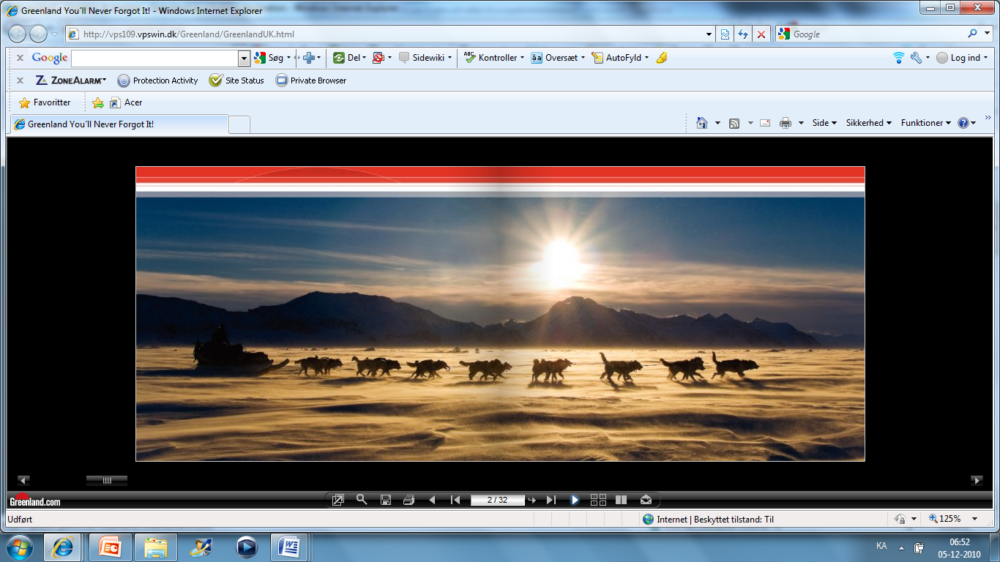 Greenland You´ll Never Forgot It! - Windows Internet Explorer
http://vps109.vpswin.dk/Greenland/GreenlandUK.html
Google
x Google Søg Del Sidewiki ABC Kontroller âa Oversæt AutoFyld Log ind
x ZONEALARM Protection Activity Site Status Private Browser
Favoritter Acer
Greenland You´ll Never Forgot It! Side Sikkerhed Funktioner
Greenland.com 2 / 32
Udført Internet | Beskyttet tilstand: Til 125%
KA 06:52
05-12-2010